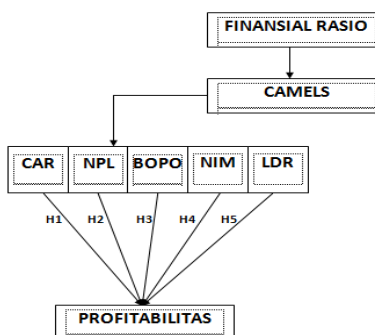 FINANSIAL RASIO
CAMELS
CAR NPL BOPO NIM LDR
H1 H2 H3 H4 H5
PROFITABILITAS